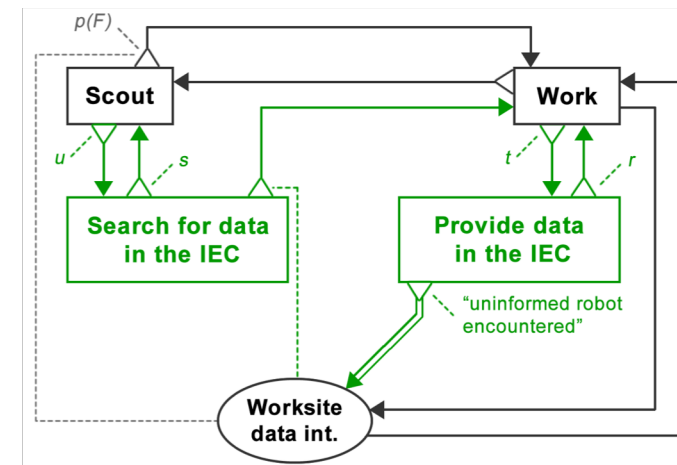 p(F)
Scout
Work
u
s
t
r
Search for data
in the IEC
Provide data
in the IEC
“uninformed robot
encountered”
Worksite
data int.